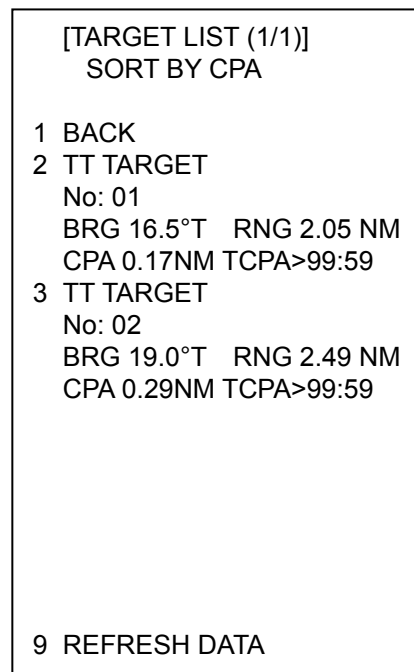 [TARGET LIST (1/1)]
SORT BY CPA
1 BACK
2 TT TARGET
No: 01
BRG 16.5°T RNG 2.05 NM
CPA 0.17NM TCPA>99:59
3 TT TARGET
No: 02
BRG 19.0°T RNG 2.49 NM
CPA 0.29NM TCPA>99:59
9 REFRESH DATA